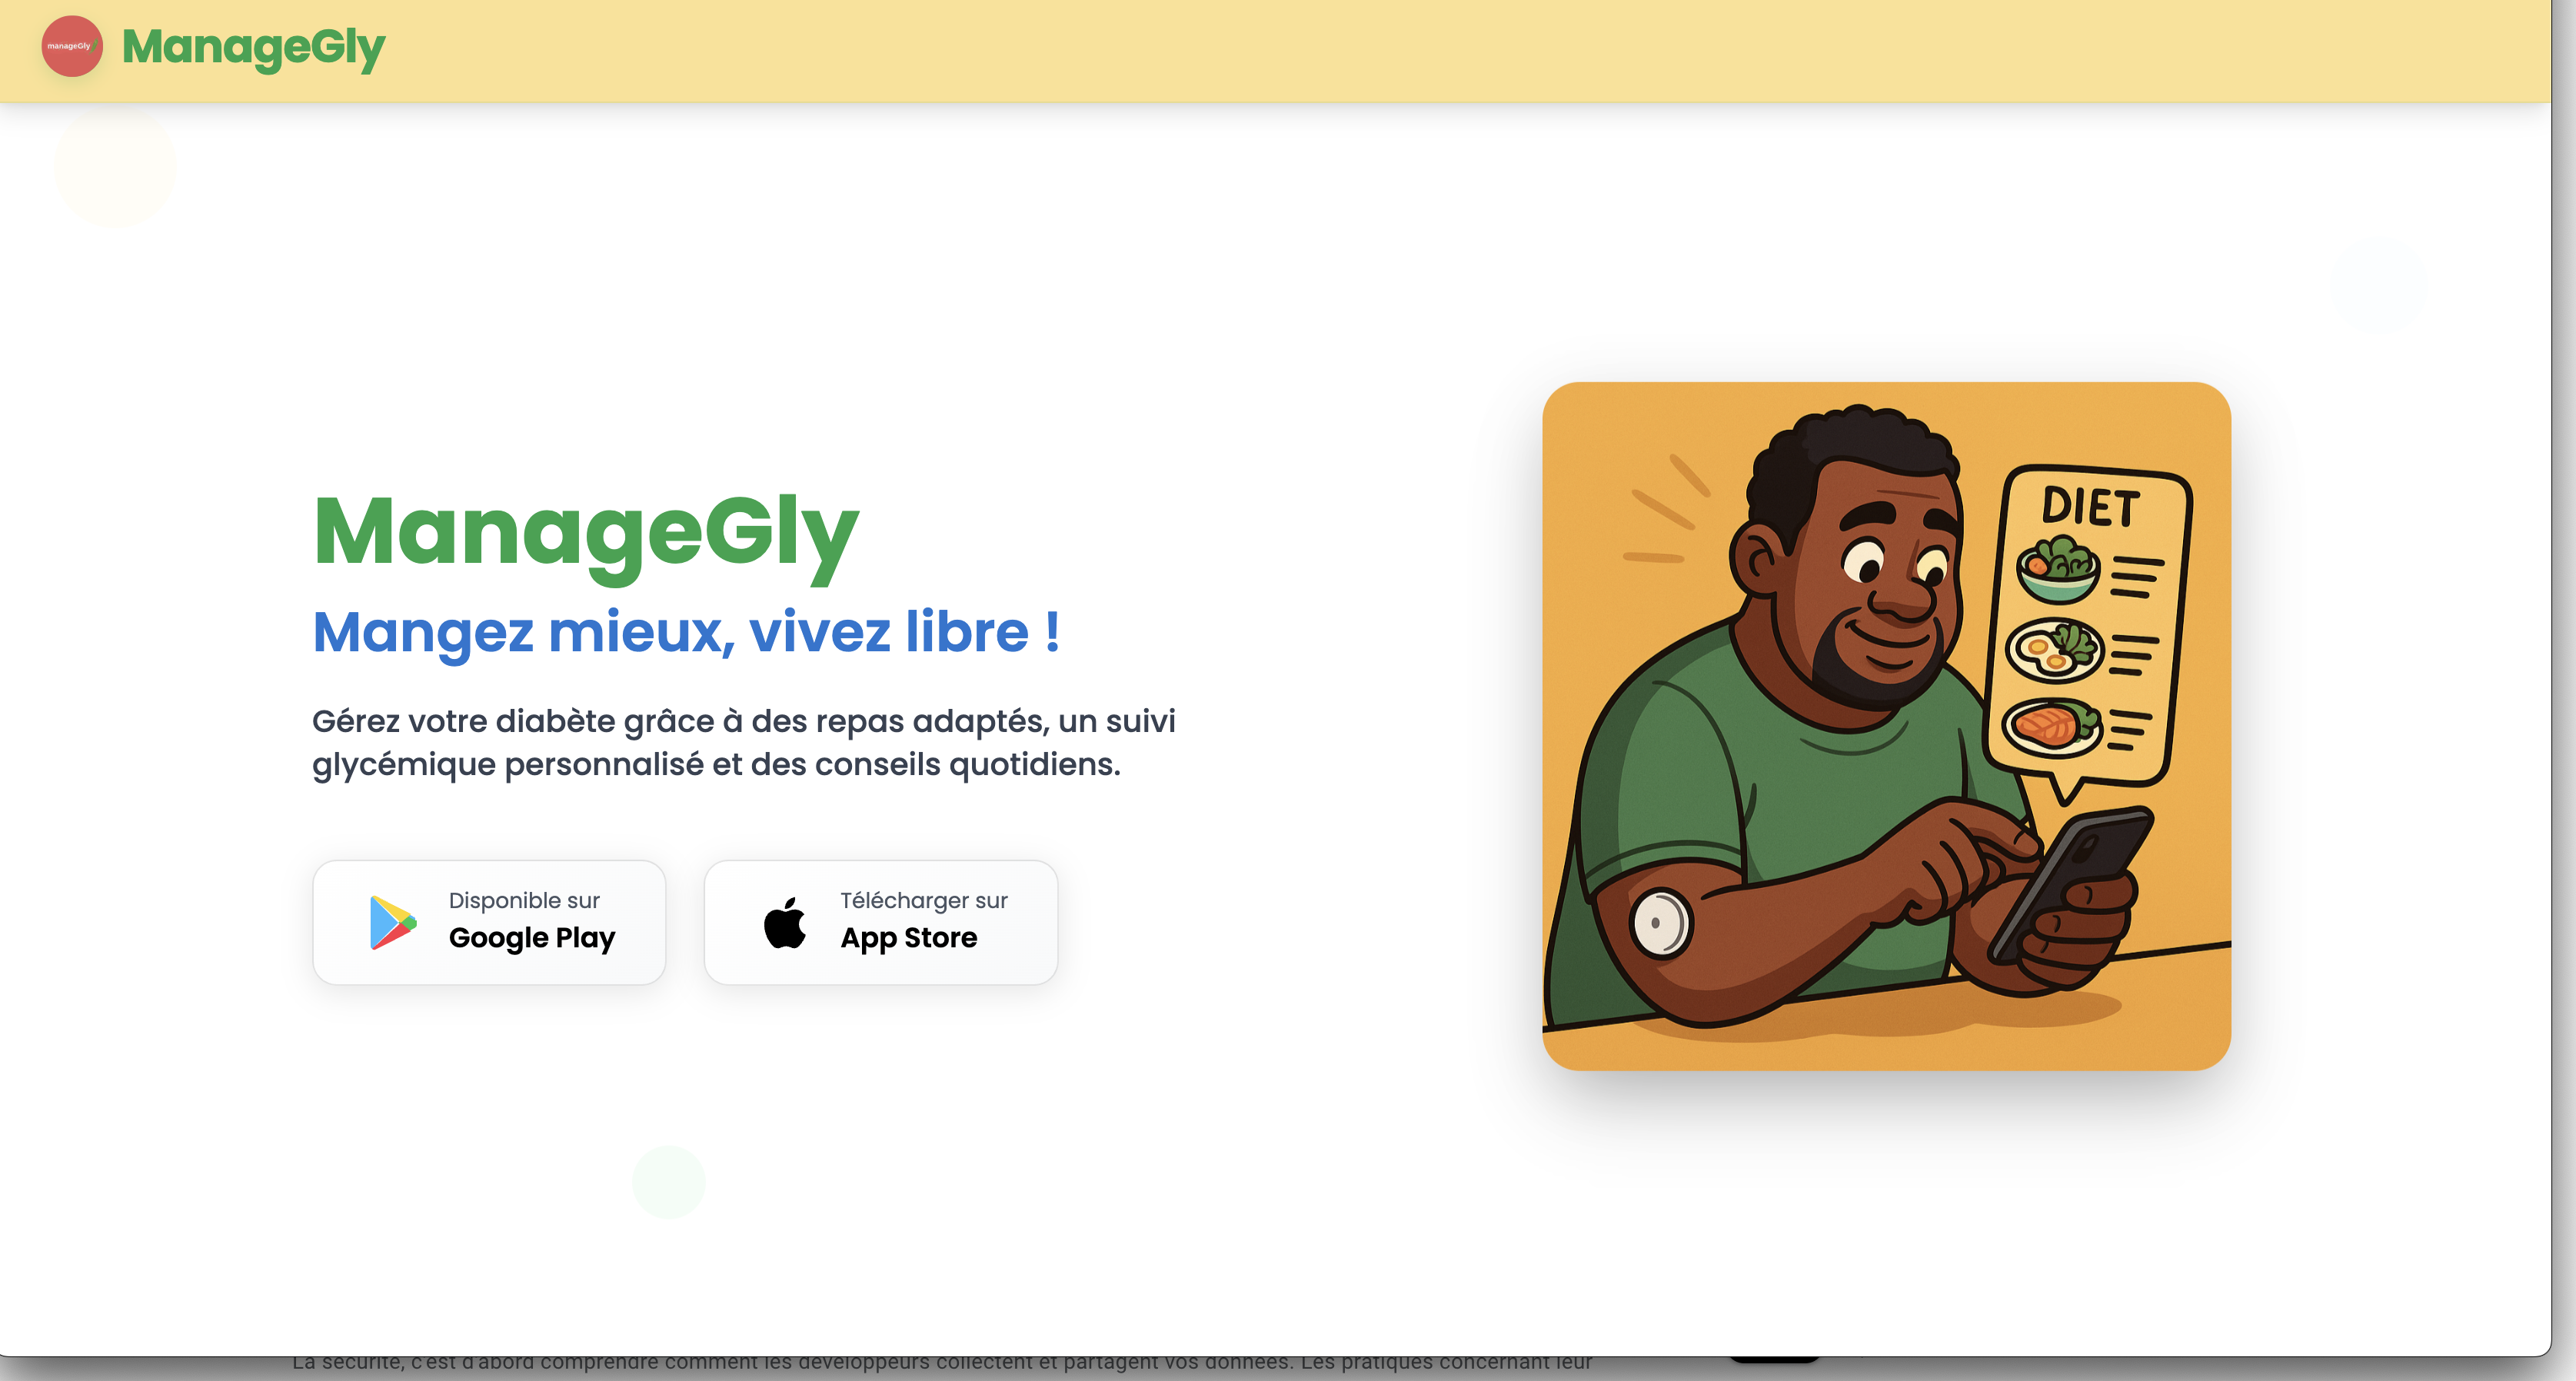 manageGly
ManageGly
ManageGly
Mangez mieux, vivez libre !
Gérez votre diabète grâce à des repas adaptés, un suivi
glycémique personnalisé et des conseils quotidiens.
Disponible sur
Google Play
Télécharger sur
App Store
DIET
La sécurité, c'est d'abord comprendre comment les développeurs collectent et partagent vos données. Les pratiques concernant leur